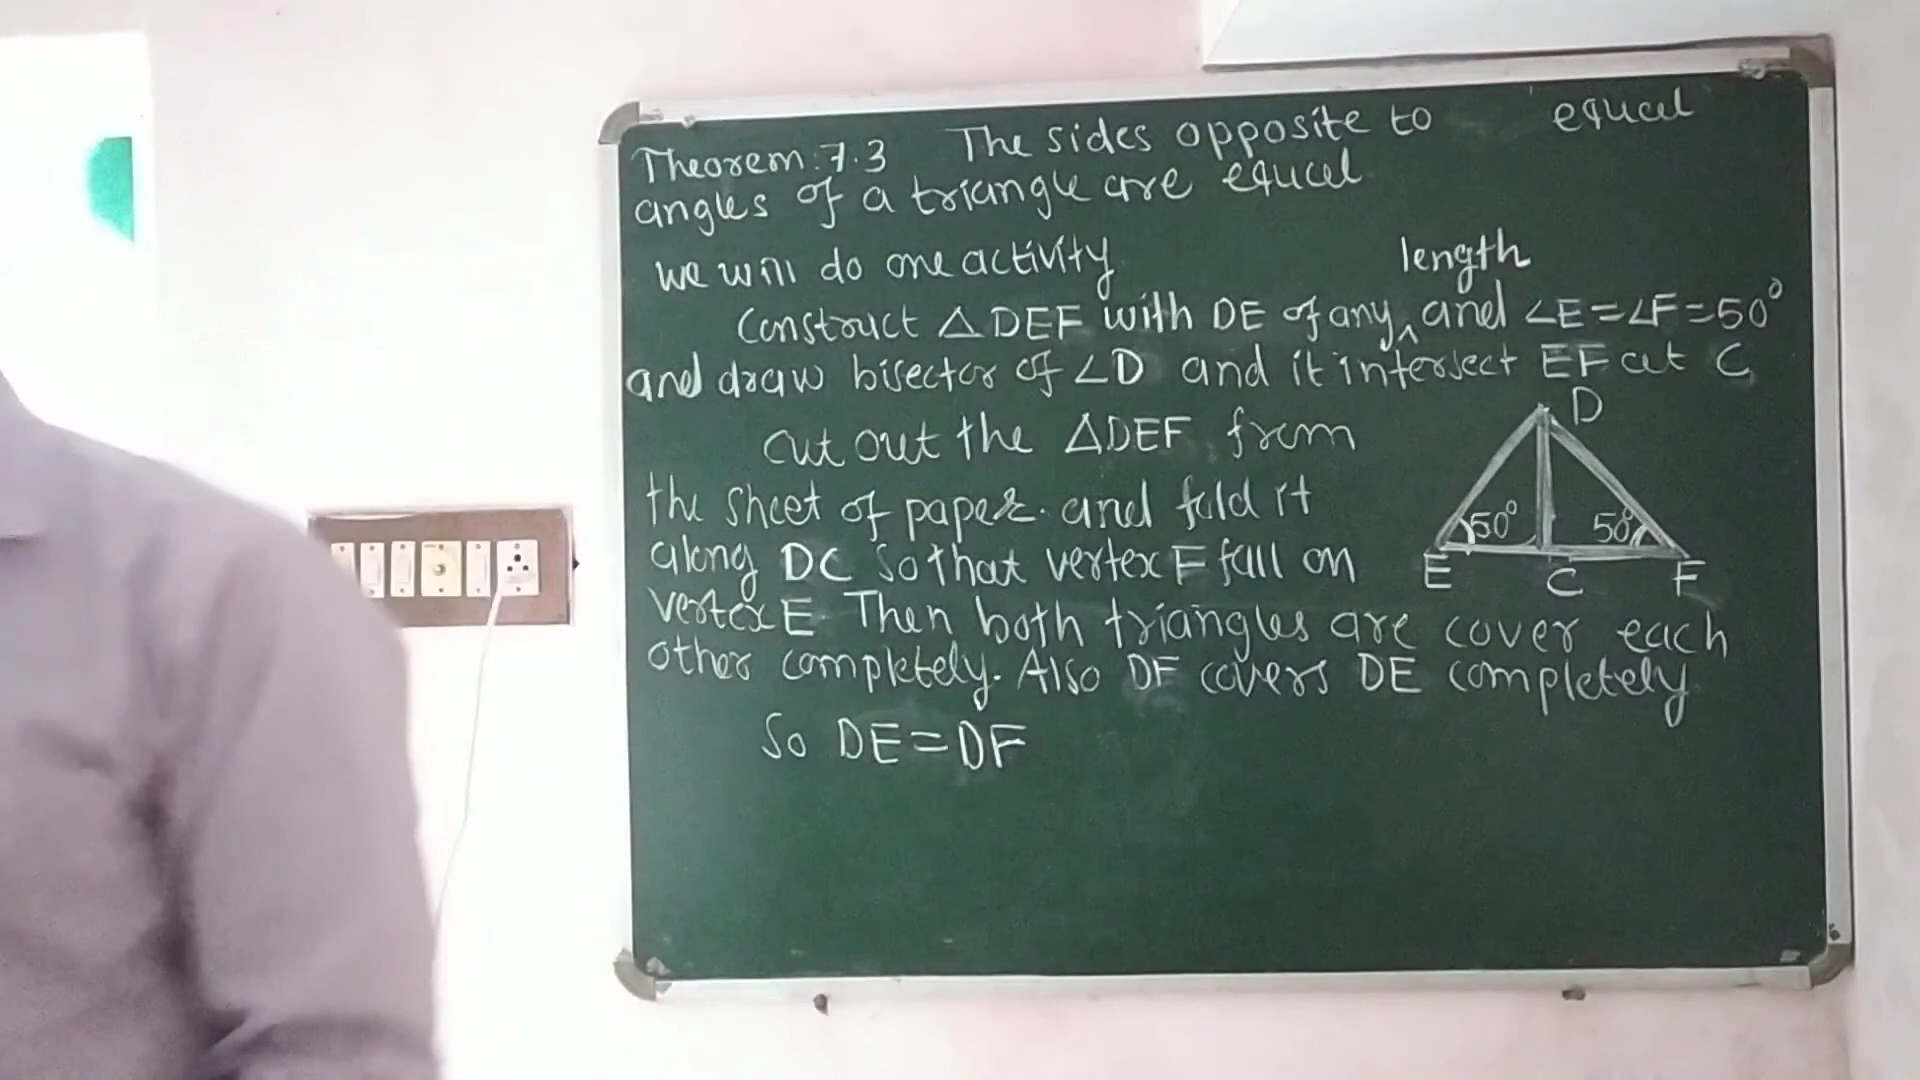 Theorem: 7.3 The sides opposite to equal
angles of a triangle are equal
we will do one activity
length
Construct △DEF with DE of any ^ and ∠E=∠F=50°
and draw bisector of ∠D and it intersect EF at C
cut out the △DEF from
the sheet of paper. and fold it
along DC so that vertex F fall on
vertex E Then both triangles are cover each
other completely. Also DF covers DE completely
So DE=DF
D
50° 50°
E C F